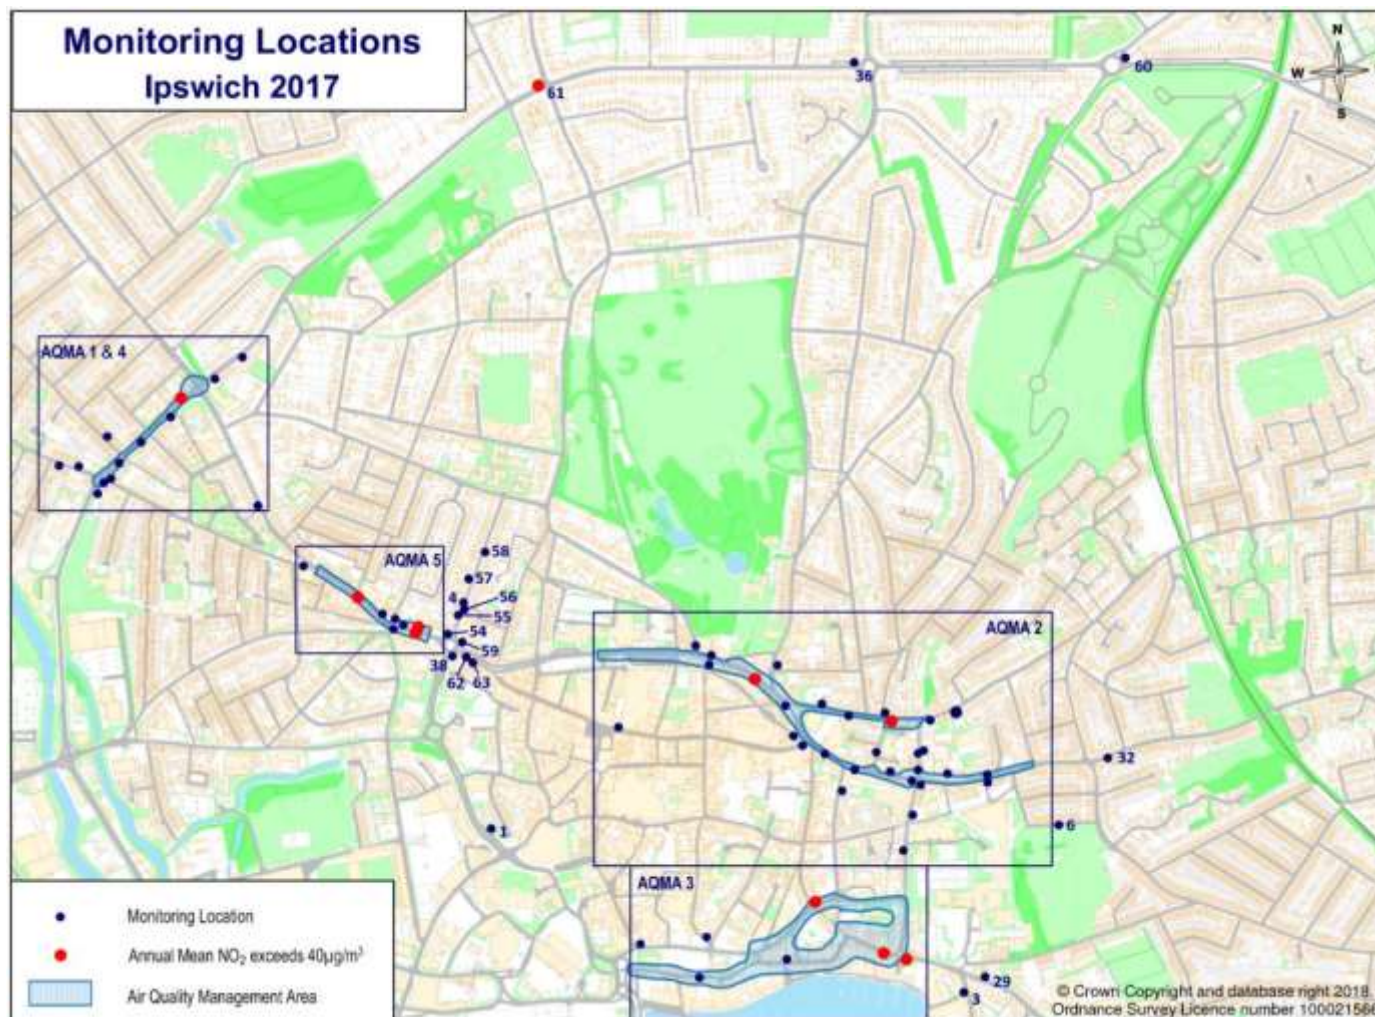 Monitoring Locations
Ipswich 2017
N
W
S
61
36
60
AQMA 1 & 4
AQMA 5
58
57
4
56
55
54
59
38
62
63
AQMA 2
32
1
6
AQMA 3
29
3
Monitoring Location
Annual Mean NO₂ exceeds 40µg/m³
Air Quality Management Area
© Crown Copyright and database right 2018.
Ordnance Survey Licence number 100021566